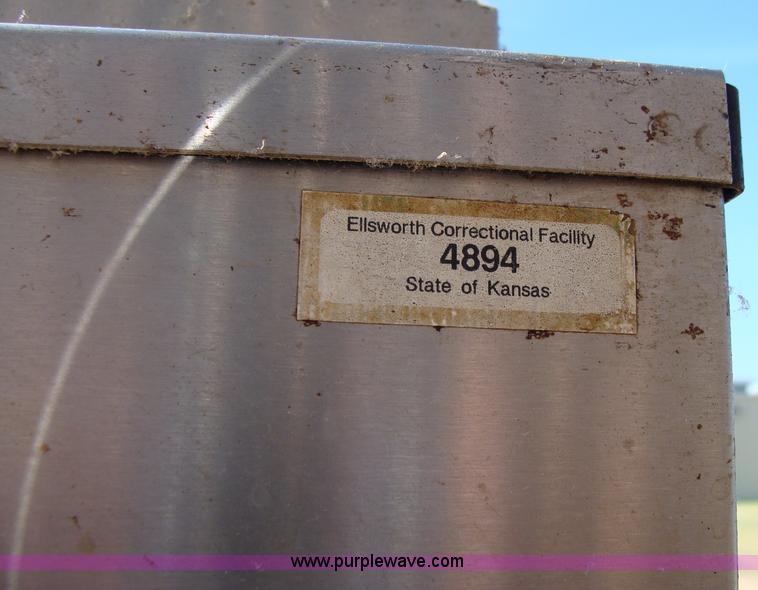 Ellsworth Correctional Facility
4894
State of Kansas
www.purplewave.com